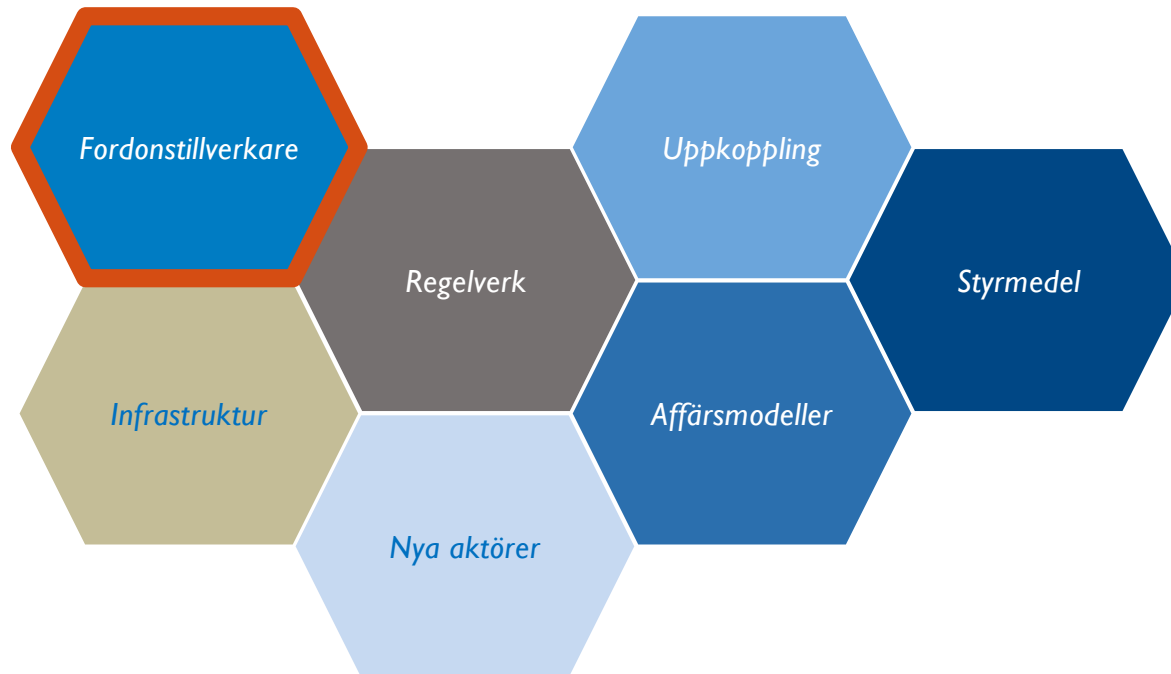 Fordonstillverkare
Uppkoppling
Regelverk
Styrmedel
Infrastruktur
Affärsmodeller
Nya aktörer